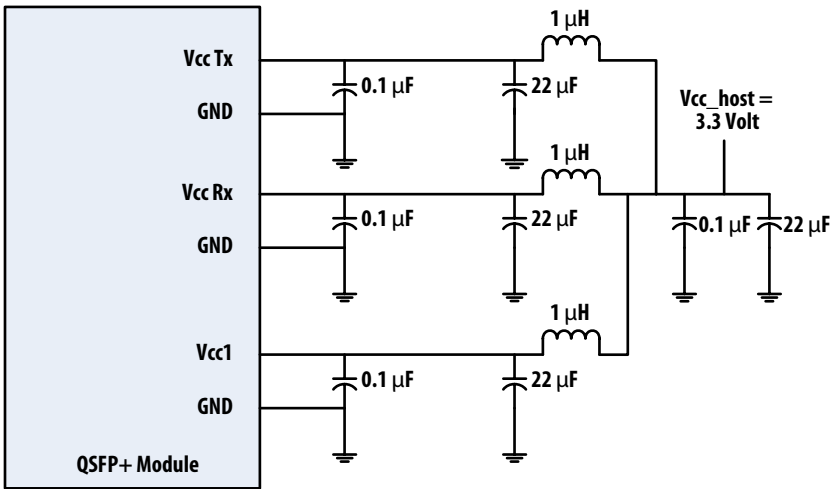 1 μH
Vcc Tx
0.1 μF
22 μF
GND
Vcc_host =
3.3 Volt
1 μH
Vcc Rx
0.1 μF
22 μF
0.1 μF
22 μF
GND
1 μH
Vcc1
0.1 μF
22 μF
GND
QSFP+ Module